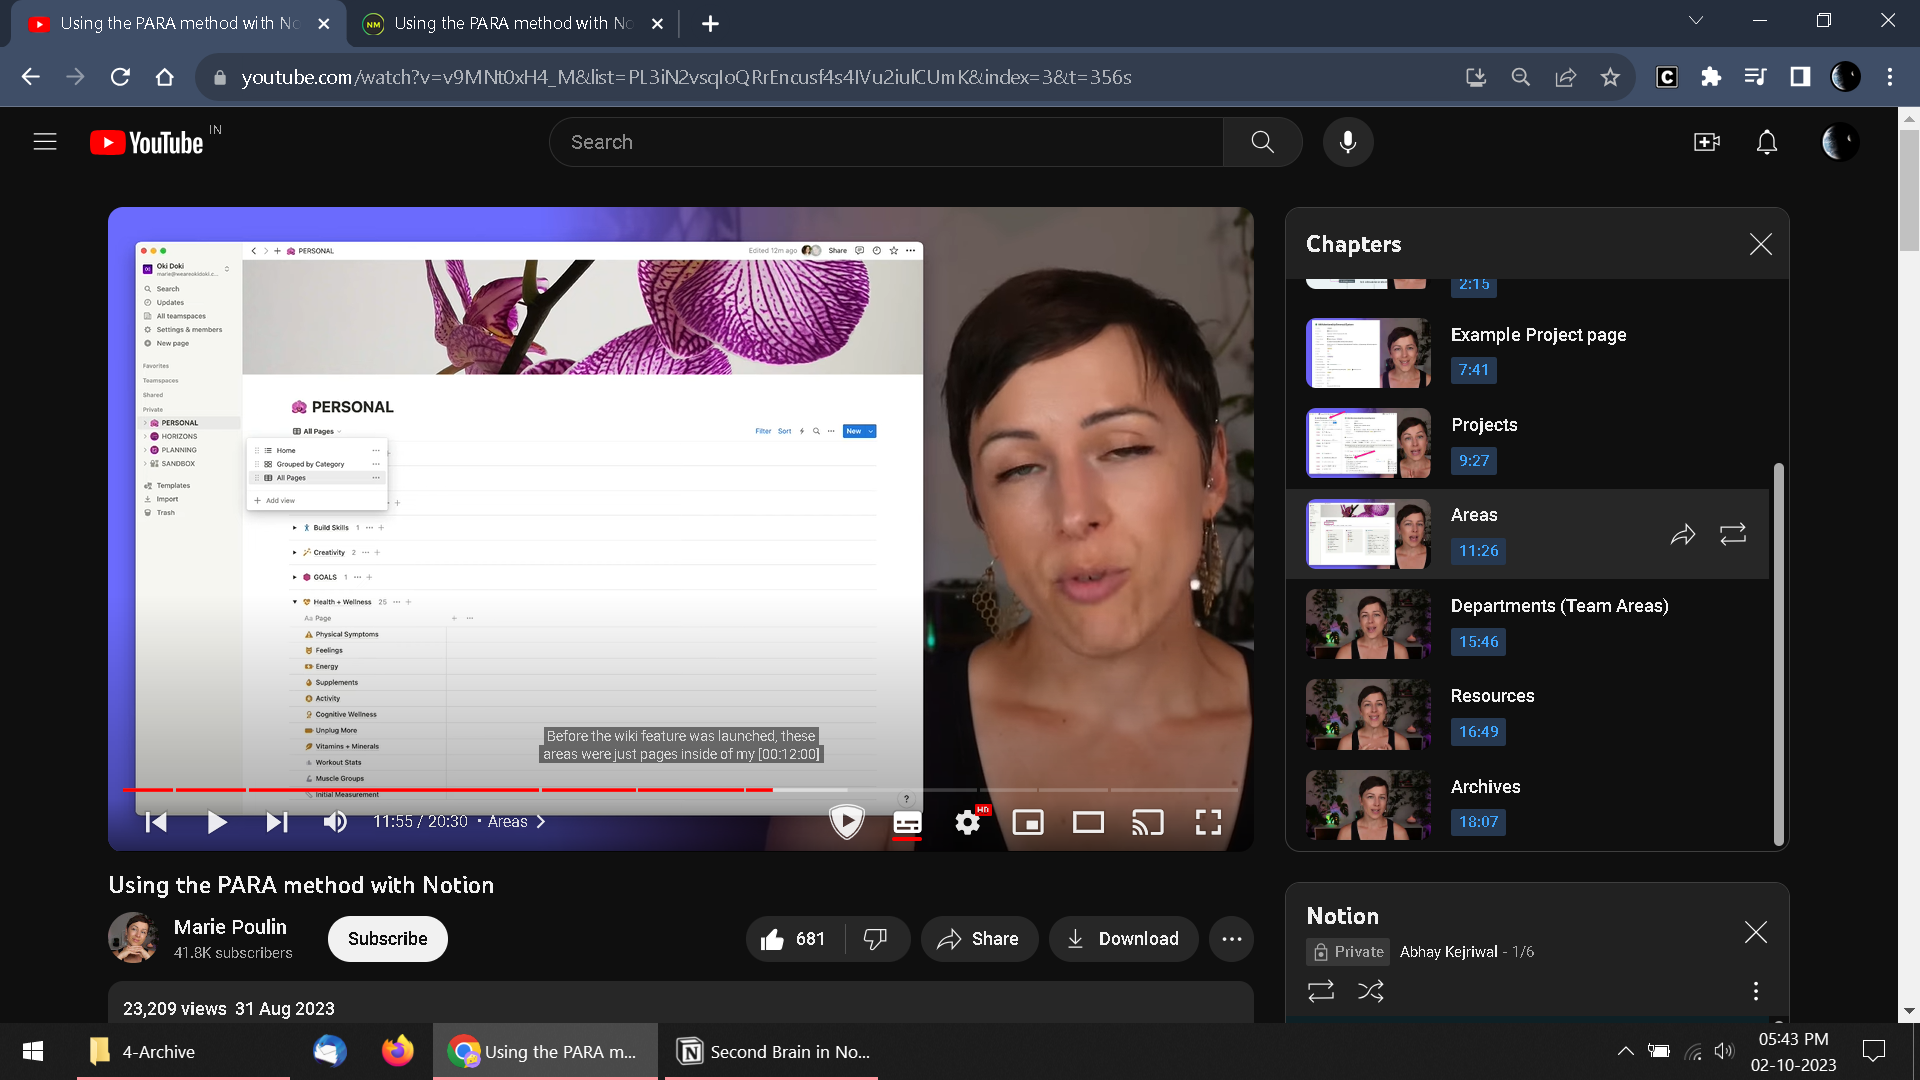 Using the PARA method with No
Using the PARA method with No
youtube.com/watch?v=v9MNt0xH4_M&list=PL3iN2vsqIoQRrEncusf4s4IVu2iulCUmK&index=3&t=356s
YouTube IN
Search
Oki Doki
Search
Updates
All teamspaces
Settings & members
New page
Favorites
Teamspaces
Shared
Private
PERSONAL
HORIZONS
PLANNING
SANDBOX
Templates
Import
Trash
PERSONAL
Edited 12m ago
Share
PERSONAL
All Pages
Filter Sort
New
Home
Grouped by Category
All Pages
Add view
Build Skills 1
Creativity 2
GOALS 1
Health + Wellness 25
Aa Page
Physical Symptoms
Feelings
Energy
Supplements
Activity
Cognitive Wellness
Unplug More
Vitamins + Minerals
Workout Stats
Muscle Groups
Initial Measurement
?
Before the wiki feature was launched, these
areas were just pages inside of my [00:12:00]
11:55 / 20:30 • Areas
HD
Chapters
2:15
Example Project page
7:41
Projects
9:27
Areas
11:26
Departments (Team Areas)
15:46
Resources
16:49
Archives
18:07
Using the PARA method with Notion
Marie Poulin
41.8K subscribers
Subscribe
681
Share
Download
23,209 views 31 Aug 2023
Notion
Private
Abhay Kejriwal - 1/6
4-Archive
Using the PARA m...
Second Brain in No...
05:43 PM
02-10-2023